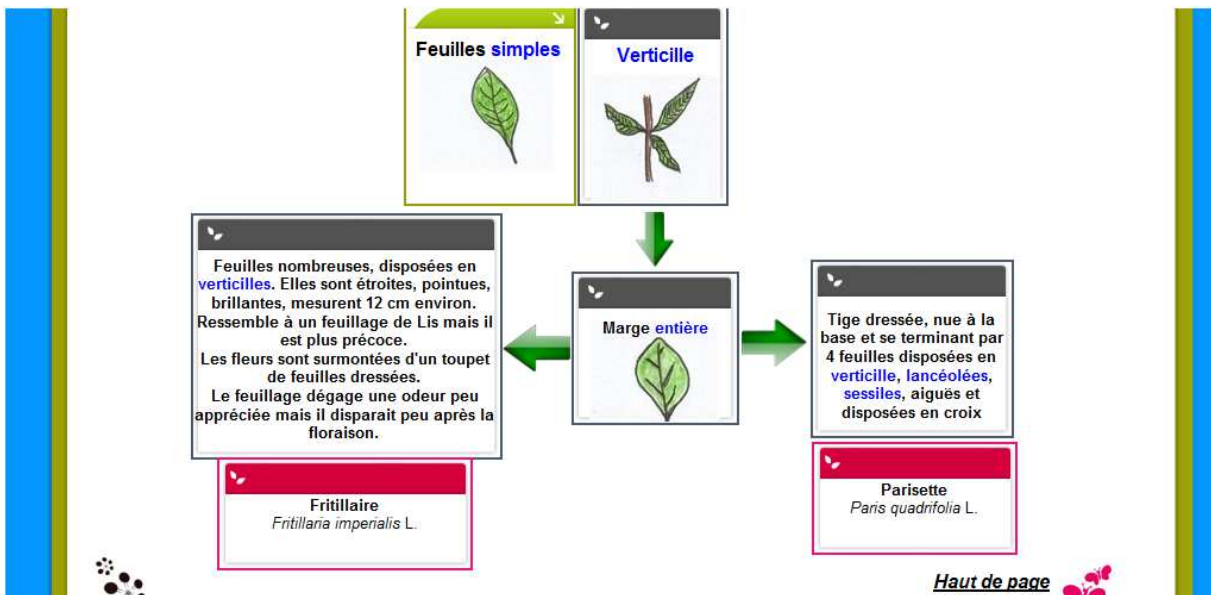 Feuilles simples
Verticille
Feuilles nombreuses, disposées en
verticilles. Elles sont étroites, pointues,
brillantes, mesurent 12 cm environ.
Ressemble à un feuillage de Lis mais il
est plus précoce.
Les fleurs sont surmontées d'un toupet
de feuilles dressées.
Le feuillage dégage une odeur peu
appréciée mais il disparait peu après la
floraison.
Marge entière
Tige dressée, nue à la
base et se terminant par
4 feuilles disposées en
verticille, lancéolées,
sessiles, aiguës et
disposées en croix
Fritillaire
Fritillaria imperialis L.
Parisette
Paris quadrifolia L.
Haut de page